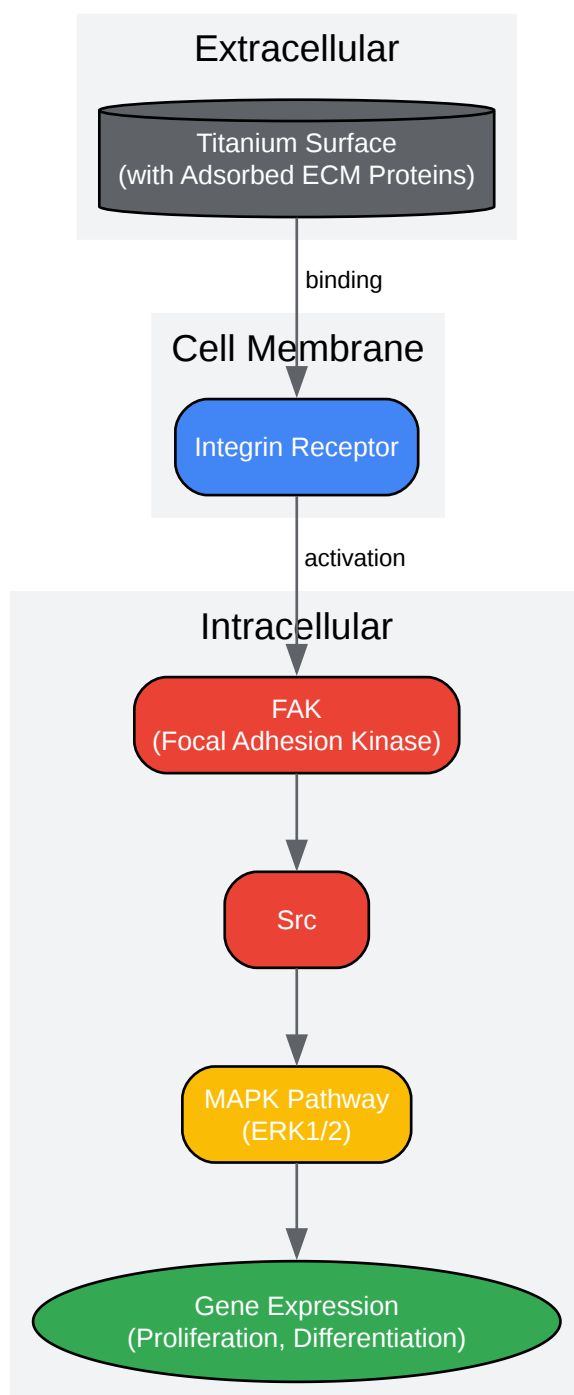 Extracellular
Titanium Surface
(with Adsorbed ECM Proteins)
binding
Cell Membrane
Integrin Receptor
activation
Intracellular
FAK
(Focal Adhesion Kinase)
Src
MAPK Pathway
(ERK1/2)
Gene Expression
(Proliferation, Differentiation)